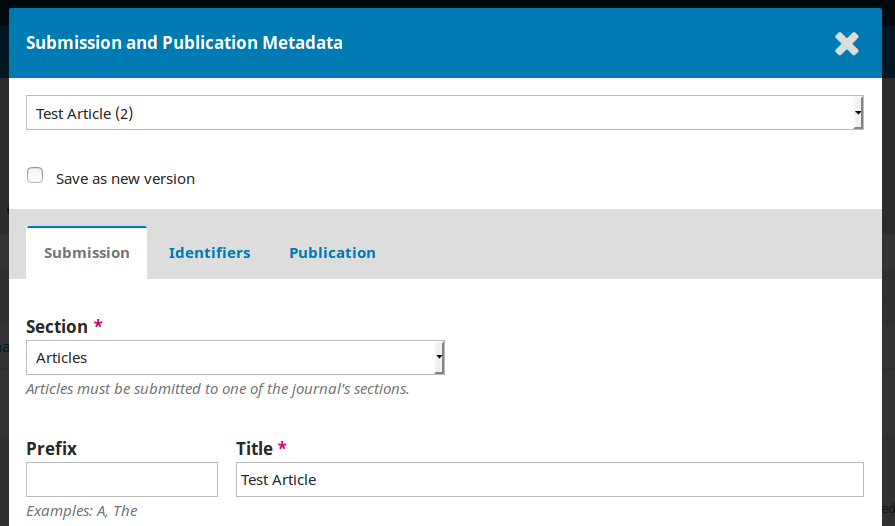 Submission and Publication Metadata
Test Article (2)
Save as new version
Submission Identifiers Publication
Section *
Articles
Articles must be submitted to one of the journal's sections.
Prefix Title *
Test Article
Examples: A, The